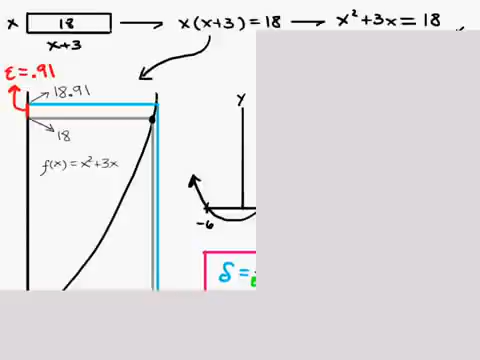 x 18 x(x+3)=18 → x²+3x=18
x+3
ε=.91
18.91
18
f(x)=x²+3x
y
-6
δ=